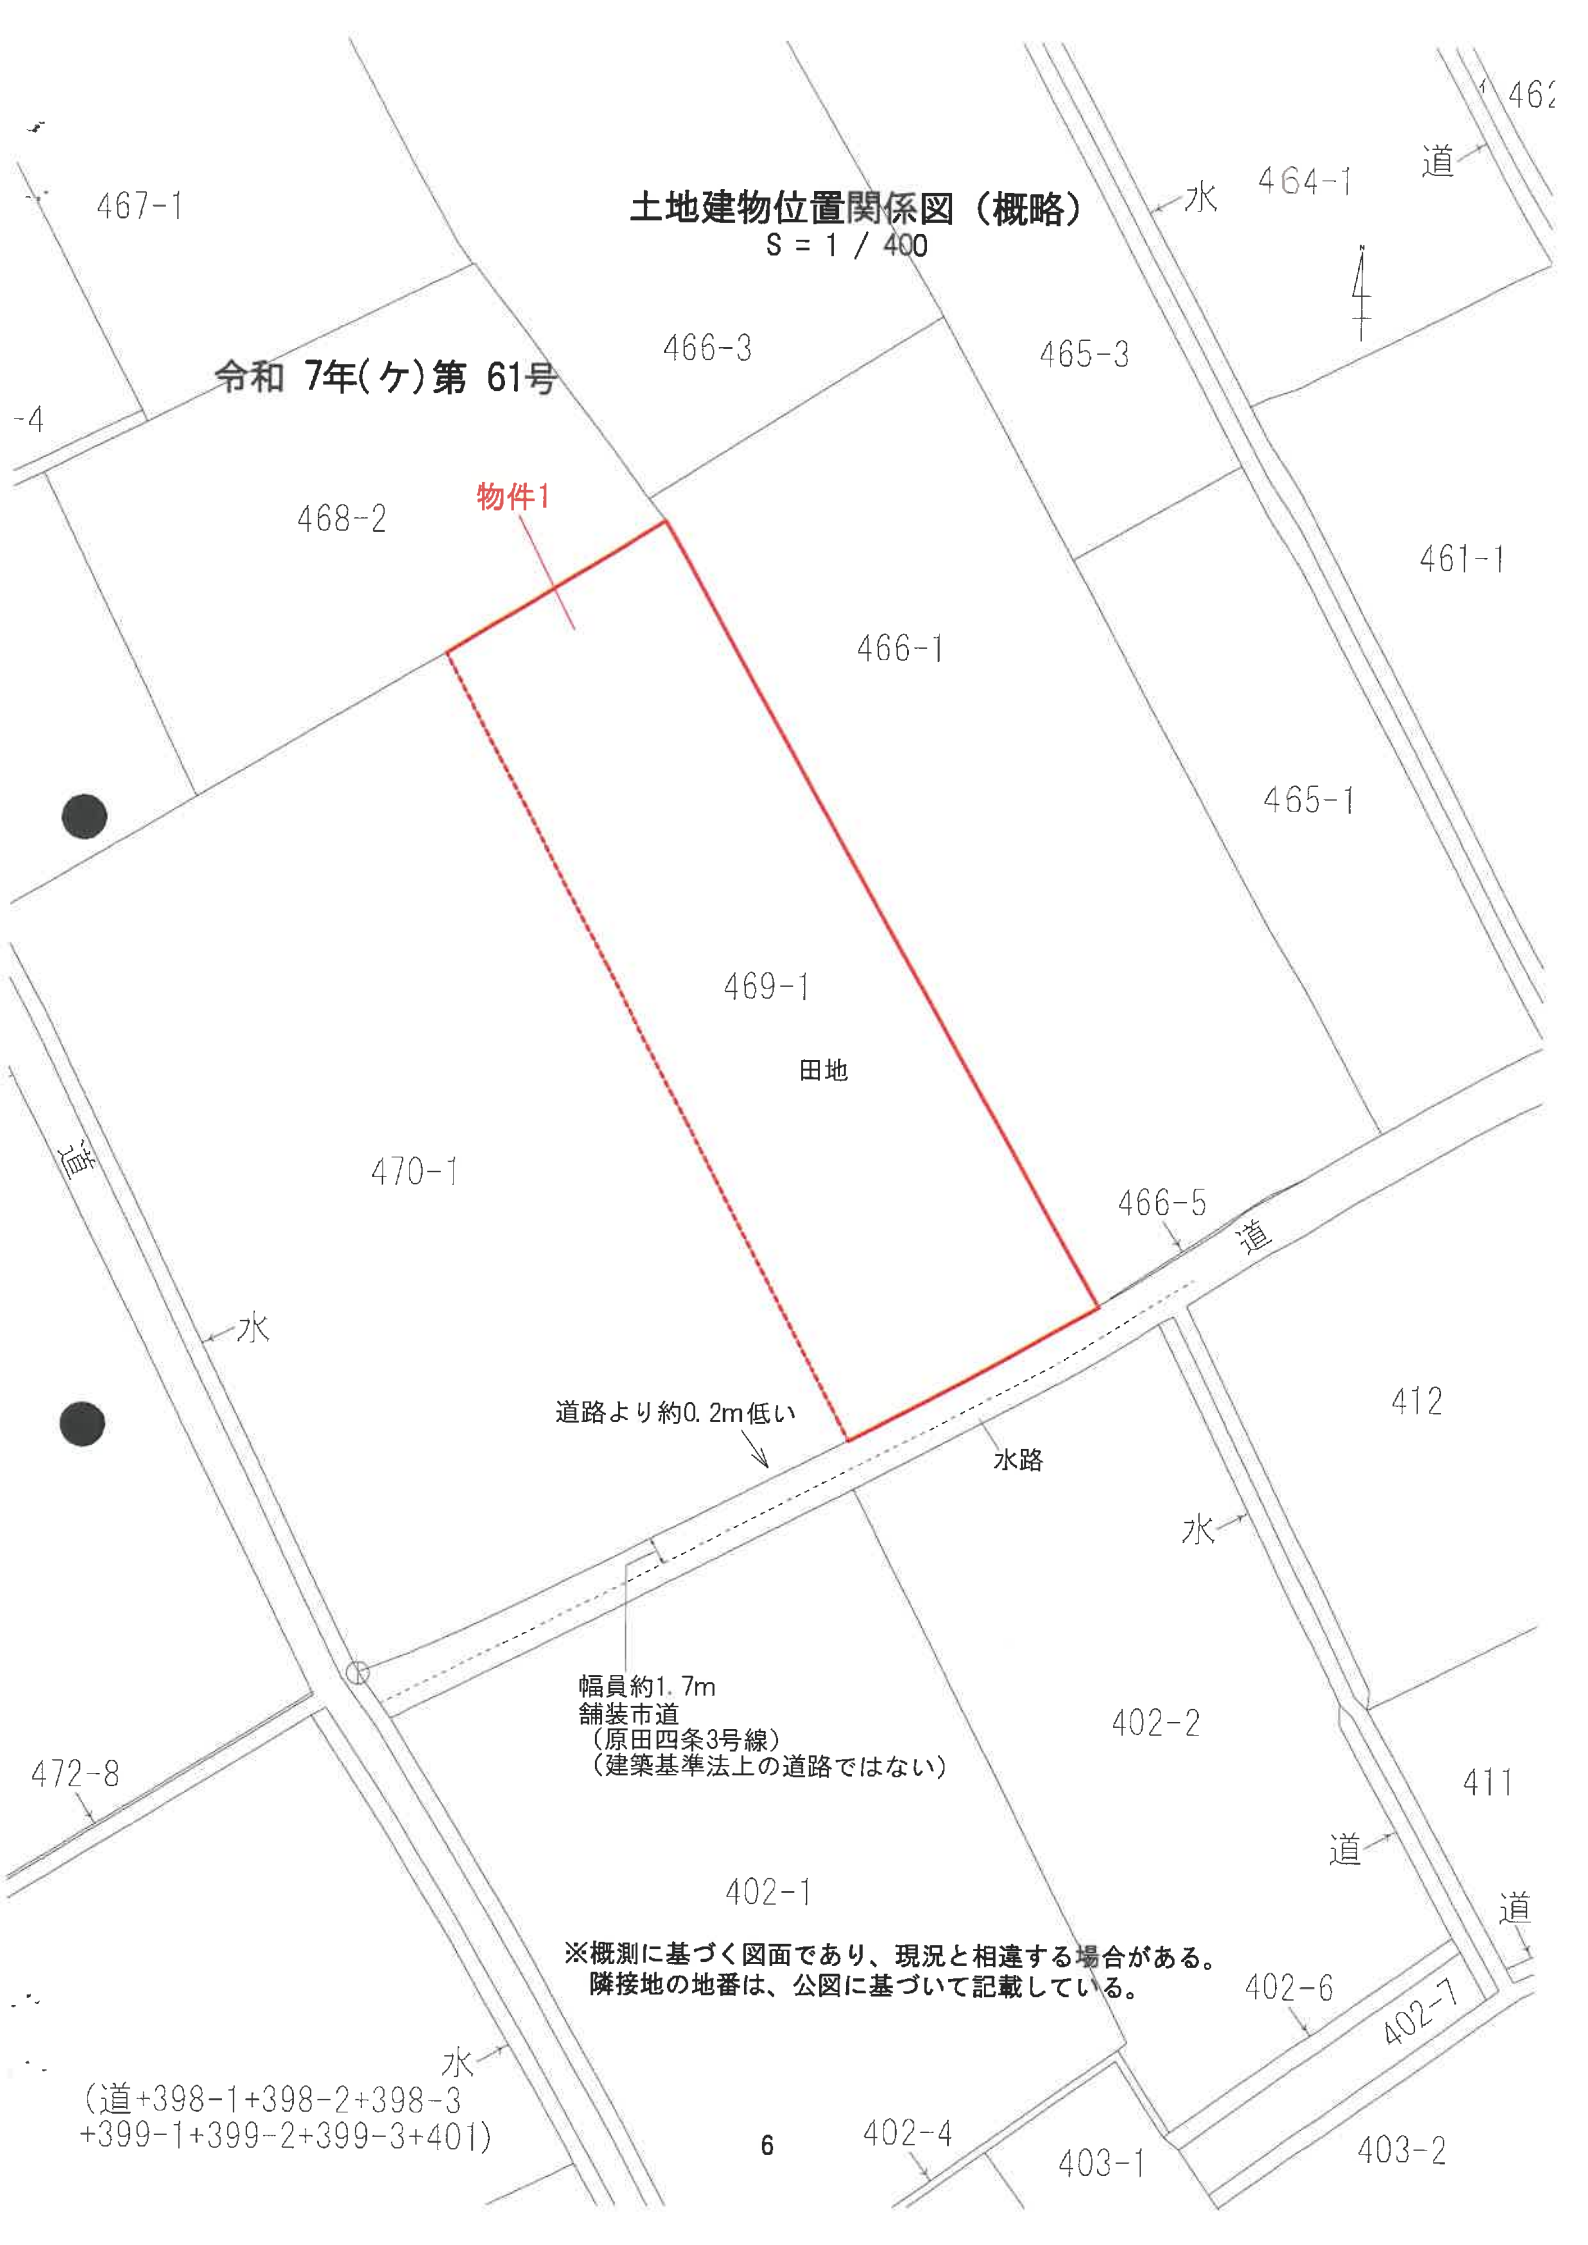 462
道
464-1
水
467-1
土地建物位置関係図（概略）
S = 1 / 400
N
466-3
465-3
令和 7年(ケ)第 61号
-4
物件1
468-2
461-1
466-1
465-1
469-1
田地
道
470-1
466-5
道
水
道路より約0.2m低い
412
水路
水
幅員約1.7m
舗装市道
（原田四条3号線）
（建築基準法上の道路ではない）
402-2
472-8
411
道
402-1
道
※概測に基づく図面であり、現況と相違する場合がある。
隣接地の地番は、公図に基づいて記載している。
402-6
402-7
水
（道+398-1+398-2+398-3
+399-1+399-2+399-3+401）
6
402-4
403-1
403-2